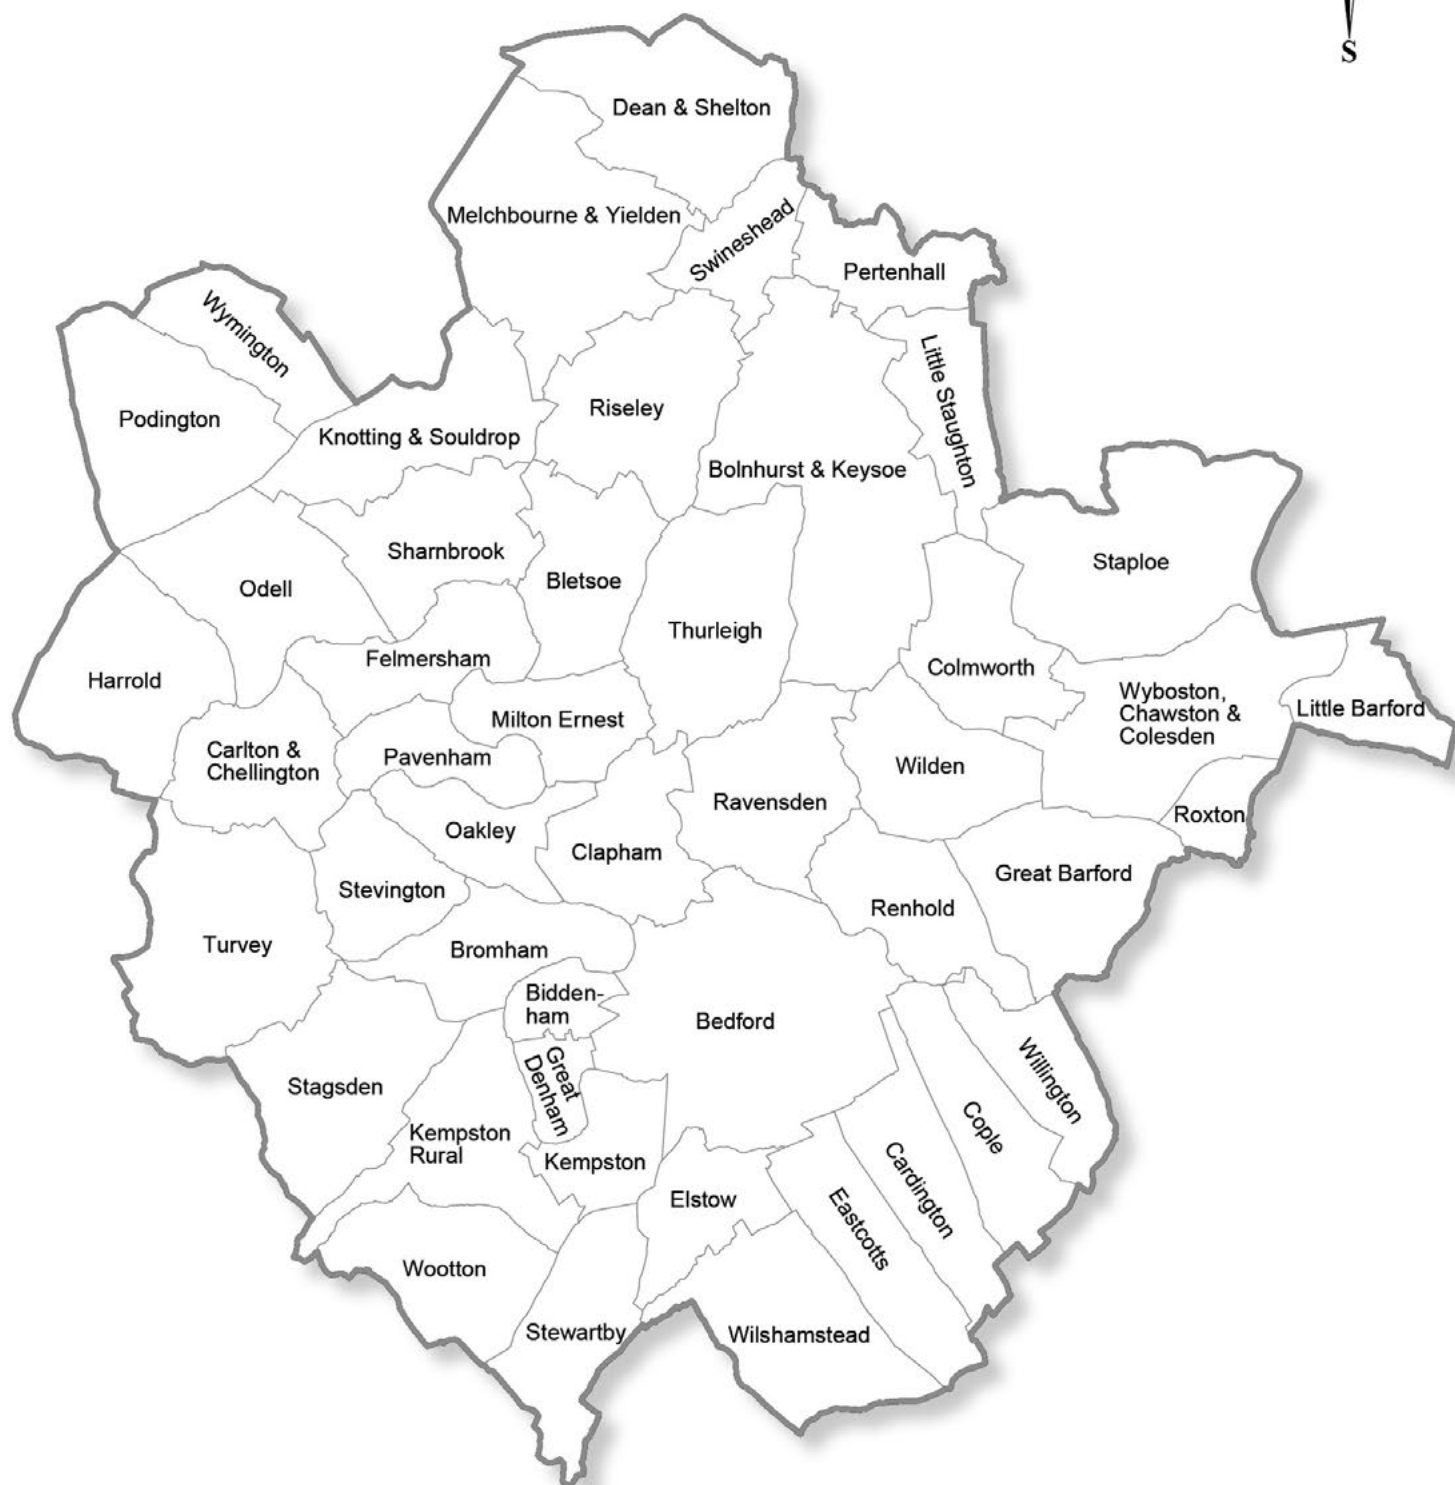 S
Dean & Shelton
Melchbourne & Yielden
Swineshead
Pertenhall
Wymington
Little Staughton
Podington
Riseley
Knotting & Souldrop
Bolnhurst & Keysoe
Sharnbrook
Staploe
Odell
Bletsoe
Thurleigh
Felmersham
Colmworth
Harrold
Wyboston,
Chawston &
Colesden
Little Barford
Milton Ernest
Carlton &
Chellington
Pavenham
Wilden
Ravensden
Roxton
Oakley
Clapham
Great Barford
Stevington
Renhold
Turvey
Bromham
Bidden-
ham
Bedford
Great
Denham
Willington
Stagsden
Cople
Kempston
Rural
Kempston
Cardington
Elstow
Eastcotts
Wootton
Stewartby
Wilshamstead